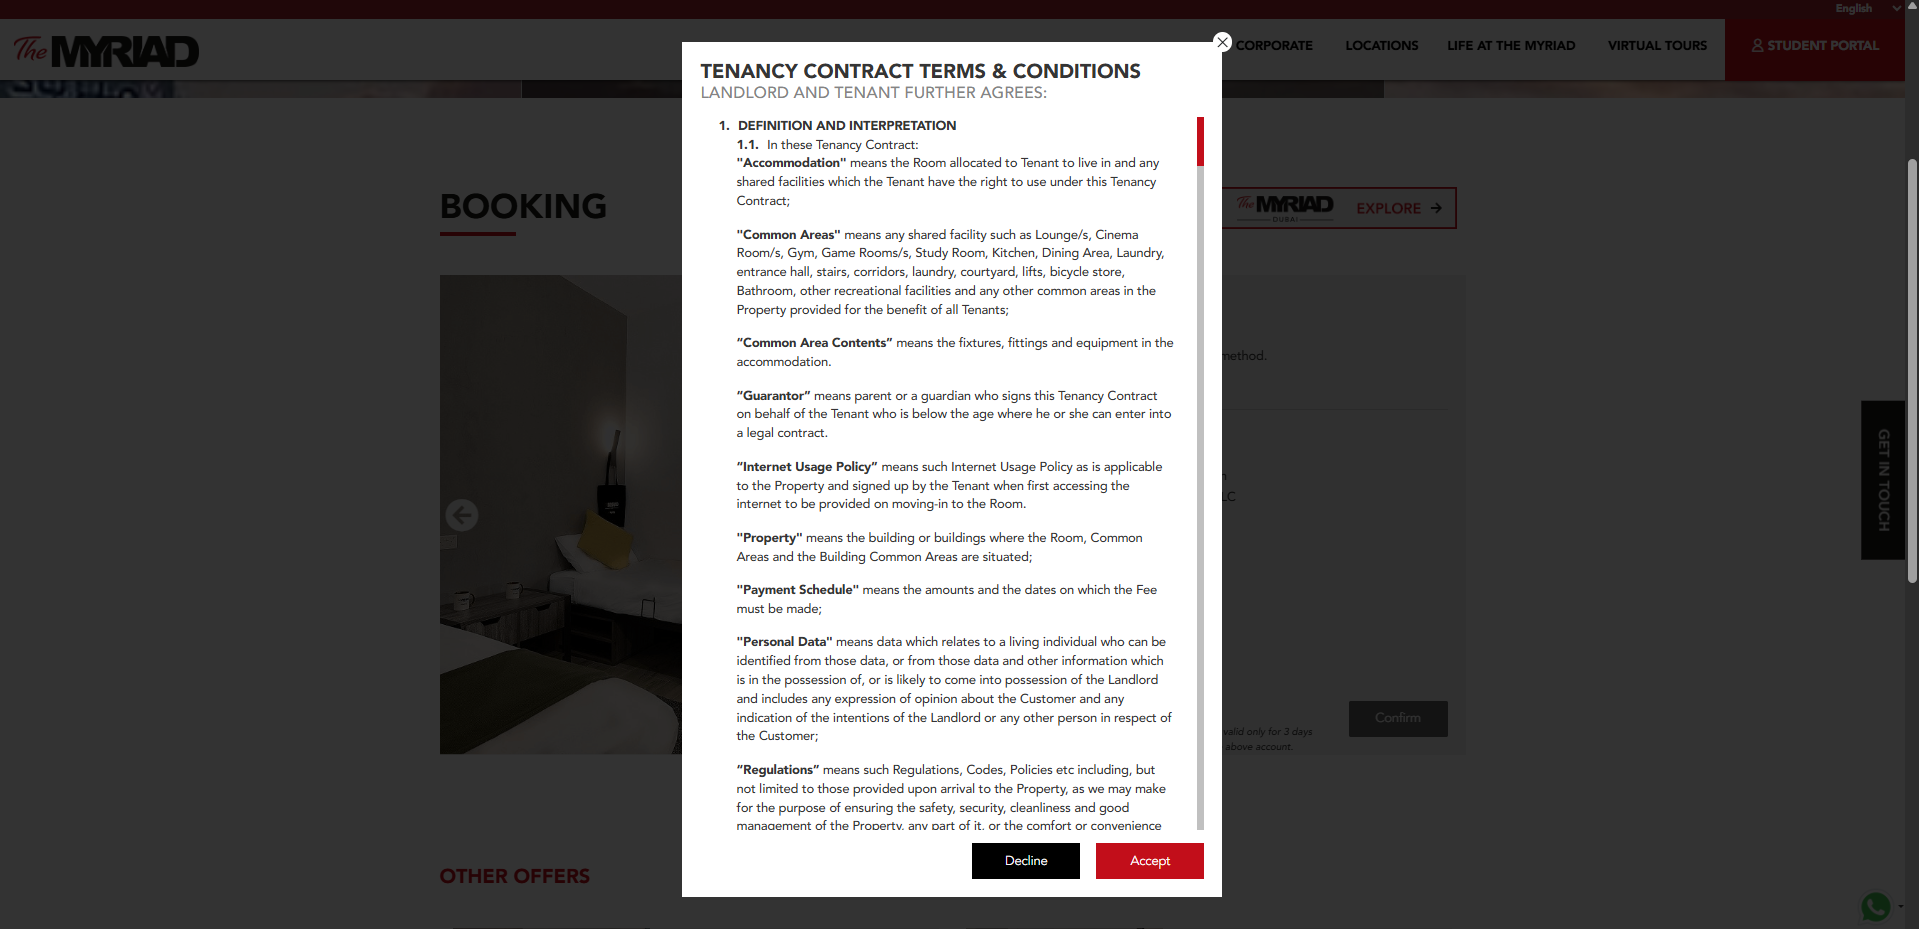 English
The MYRIAD
CORPORATE
LOCATIONS
LIFE AT THE MYRIAD
VIRTUAL TOURS
STUDENT PORTAL
TENANCY CONTRACT TERMS & CONDITIONS
LANDLORD AND TENANT FURTHER AGREES:
1. DEFINITION AND INTERPRETATION
1.1. In these Tenancy Contract:
"Accommodation" means the Room allocated to Tenant to live in and any
shared facilities which the Tenant have the right to use under this Tenancy
Contract;
"Common Areas" means any shared facility such as Lounge/s, Cinema
Room/s, Gym, Game Rooms/s, Study Room, Kitchen, Dining Area, Laundry,
entrance hall, stairs, corridors, laundry, courtyard, lifts, bicycle store,
Bathroom, other recreational facilities and any other common areas in the
Property provided for the benefit of all Tenants;
“Common Area Contents” means the fixtures, fittings and equipment in the
accommodation.
“Guarantor” means parent or a guardian who signs this Tenancy Contract
on behalf of the Tenant who is below the age where he or she can enter into
a legal contract.
“Internet Usage Policy” means such Internet Usage Policy as is applicable
to the Property and signed up by the Tenant when first accessing the
internet to be provided on moving-in to the Room.
"Property" means the building or buildings where the Room, Common
Areas and the Building Common Areas are situated;
"Payment Schedule" means the amounts and the dates on which the Fee
must be made;
"Personal Data" means data which relates to a living individual who can be
identified from those data, or from those data and other information which
is in the possession of, or is likely to come into possession of the Landlord
and includes any expression of opinion about the Customer and any
indication of the intentions of the Landlord or any other person in respect of
the Customer;
“Regulations” means such Regulations, Codes, Policies etc including, but
not limited to those provided upon arrival to the Property, as we may make
for the purpose of ensuring the safety, security, cleanliness and good
management of the Property, any part of it, or the comfort or convenience
Decline
Accept
BOOKING
The MYRIAD
DUBAI
EXPLORE
method.
LC
Confirm
valid only for 3 days
above account.
GET IN TOUCH
OTHER OFFERS